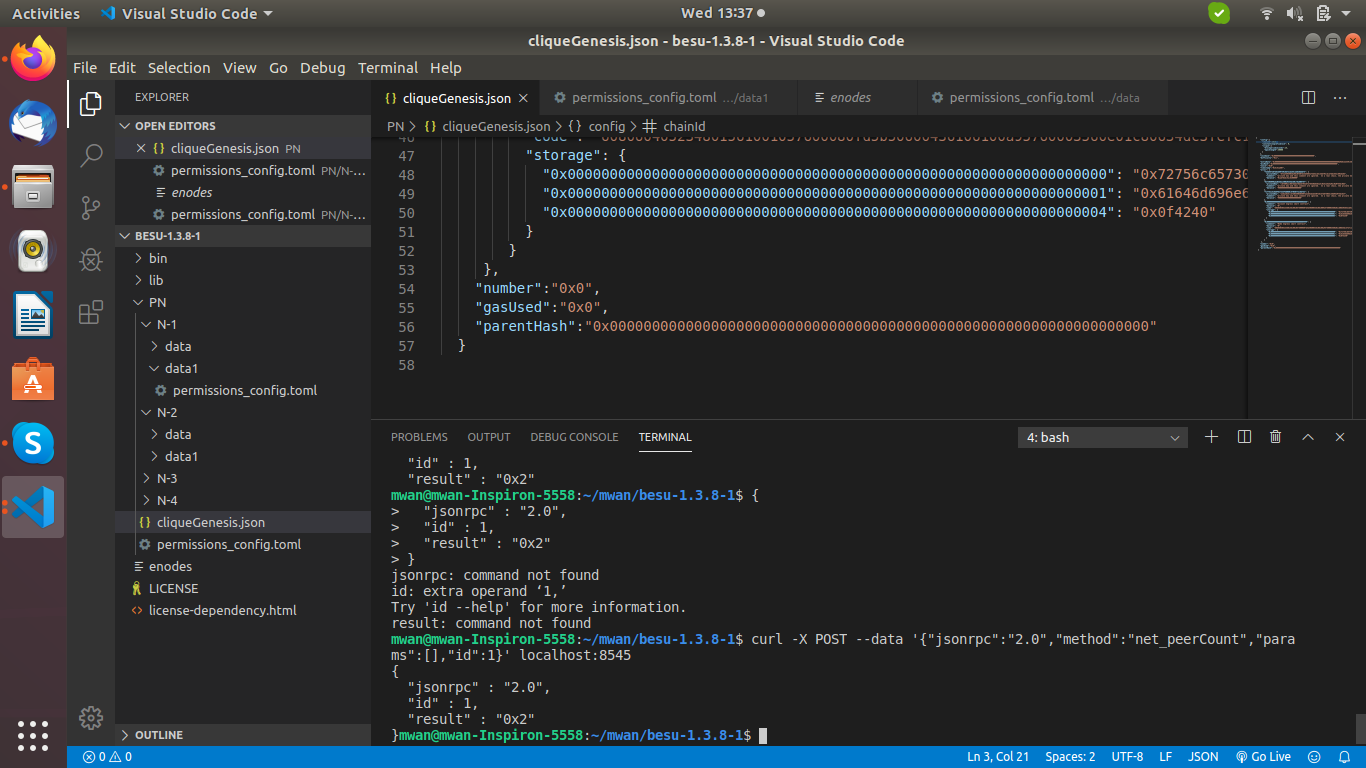 Activities Visual Studio Code Wed 13:37
cliqueGenesis.json - besu-1.3.8-1 - Visual Studio Code
File Edit Selection View Go Debug Terminal Help
EXPLORER
OPEN EDITORS
cliqueGenesis.json PN
permissions_config.toml PN/N-...
enodes
permissions_config.toml PN/N-...
BESU-1.3.8-1
bin
lib
PN
N-1
data
data1
permissions_config.toml
N-2
data
data1
N-3
N-4
cliqueGenesis.json
permissions_config.toml
enodes
LICENSE
license-dependency.html
OUTLINE
cliqueGenesis.json permissions_config.toml .../data1 enodes permissions_config.toml .../data
PN > cliqueGenesis.json > {} config > chainId
47 "storage": {
48 "0x0000000000000000000000000000000000000000000000000000000000000000": "0x72756c65730
49 "0x0000000000000000000000000000000000000000000000000000000000000001": "0x61646d696e6
50 "0x0000000000000000000000000000000000000000000000000000000000000004": "0x0f4240"
51 }
52 }
53 },
54 "number":"0x0",
55 "gasUsed":"0x0",
56 "parentHash":"0x0000000000000000000000000000000000000000000000000000000000000000"
57 }
58
PROBLEMS OUTPUT DEBUG CONSOLE TERMINAL 4: bash
"id" : 1,
"result" : "0x2"
mwan@mwan-Inspiron-5558:~/mwan/besu-1.3.8-1$ {
> "jsonrpc" : "2.0",
> "id" : 1,
> "result" : "0x2"
> }
jsonrpc: command not found
id: extra operand ‘1,’
Try 'id --help' for more information.
result: command not found
mwan@mwan-Inspiron-5558:~/mwan/besu-1.3.8-1$ curl -X POST --data '{"jsonrpc":"2.0","method":"net_peerCount","para
ms":[],"id":1}' localhost:8545
{
"jsonrpc" : "2.0",
"id" : 1,
"result" : "0x2"
}mwan@mwan-Inspiron-5558:~/mwan/besu-1.3.8-1$
0 0 Ln 3, Col 21 Spaces: 2 UTF-8 LF JSON Go Live